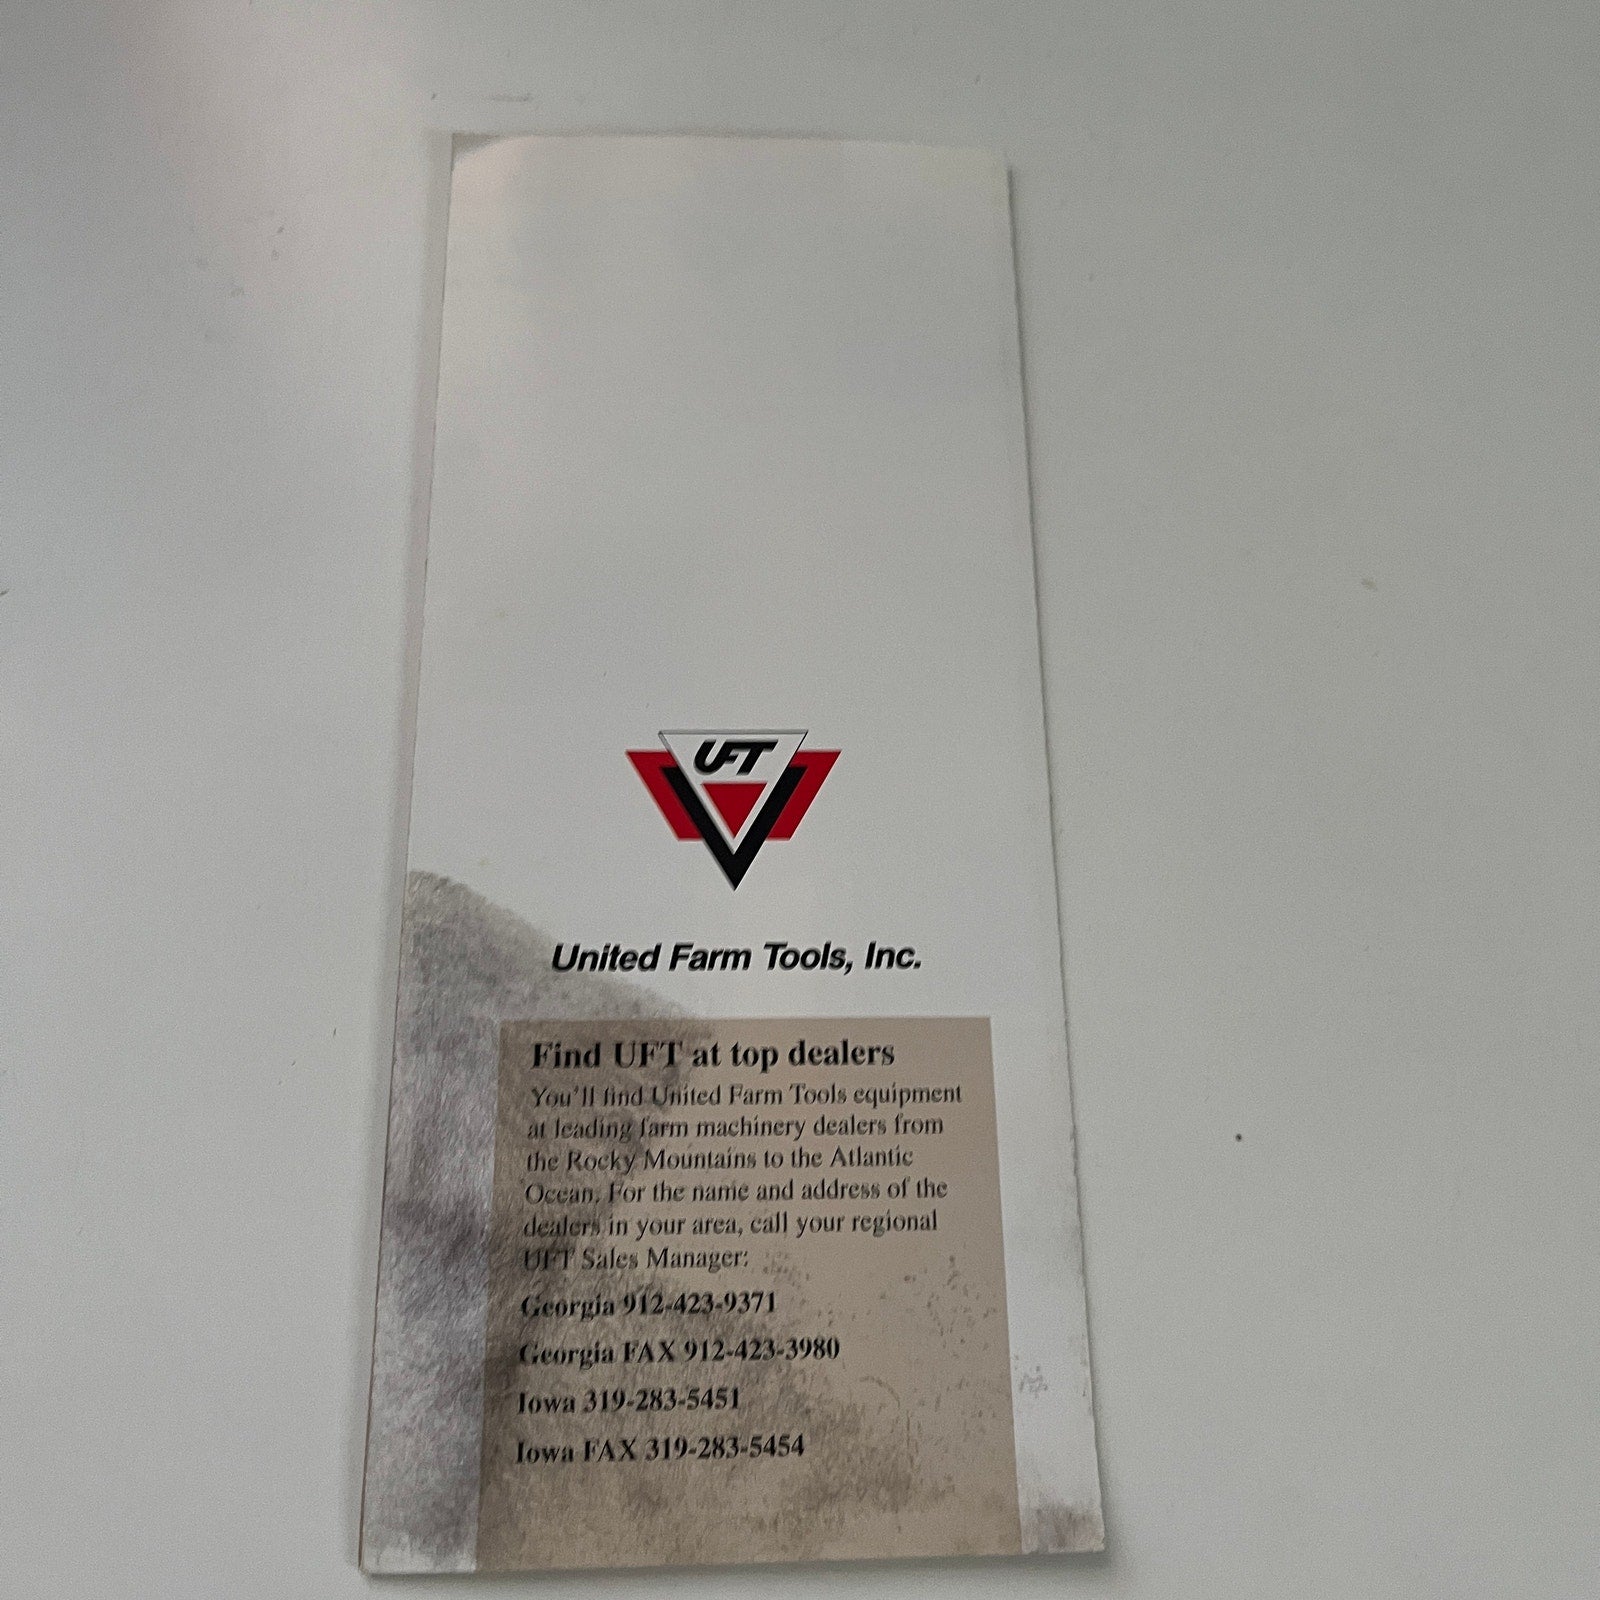 UFT
United Farm Tools, Inc.
Find UFT at top dealers
You'll find United Farm Tools equipment
at leading farm machinery dealers from
the Rocky Mountains to the Atlantic
Ocean. For the name and address of the
dealers in your area, call your regional
UFT Sales Manager:
Georgia 912-423-9371
Georgia FAX 912-423-3980
Iowa 319-283-5451
Iowa FAX 319-283-5454